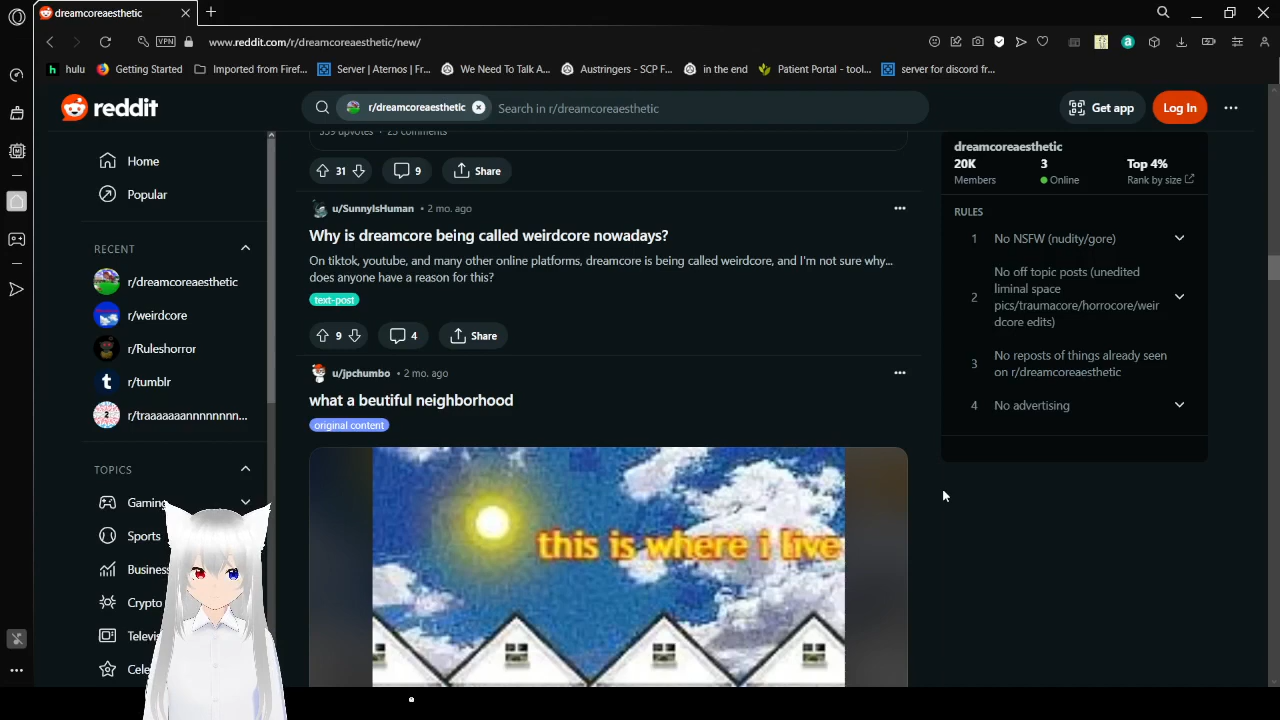 dreamcoreaesthetic
VPN www.reddit.com/r/dreamcoreaesthetic/new/
hulu Getting Started Imported from Firef... Server | Aternos | Fr... We Need To Talk A... Austringers - SCP F... in the end Patient Portal - tool... server for discord fr...
reddit
r/dreamcoreaesthetic Search in r/dreamcoreaesthetic
Get app
Log In
Home
Popular
RECENT
r/dreamcoreaesthetic
r/weirdcore
r/Ruleshorror
r/tumblr
r/traaaaaaannnnnnnn...
TOPICS
Gaming
Sports
Business
Crypto
359 upvotes • 23 comments
31 9 Share
u/SunnyIsHuman • 2 mo. ago
Why is dreamcore being called weirdcore nowadays?
On tiktok, youtube, and many other online platforms, dreamcore is being called weirdcore, and I'm not sure why...
does anyone have a reason for this?
text-post
9 4 Share
u/jpchumbo • 2 mo. ago
what a beutiful neighborhood
original content
this is where i live
dreamcoreaesthetic
20K 3 Top 4%
Members Online Rank by size
RULES
1 No NSFW (nudity/gore)
2 No off topic posts (unedited
liminal space
pics/traumacore/horrocore/weir
dcore edits)
3 No reposts of things already seen
on r/dreamcoreaesthetic
4 No advertising